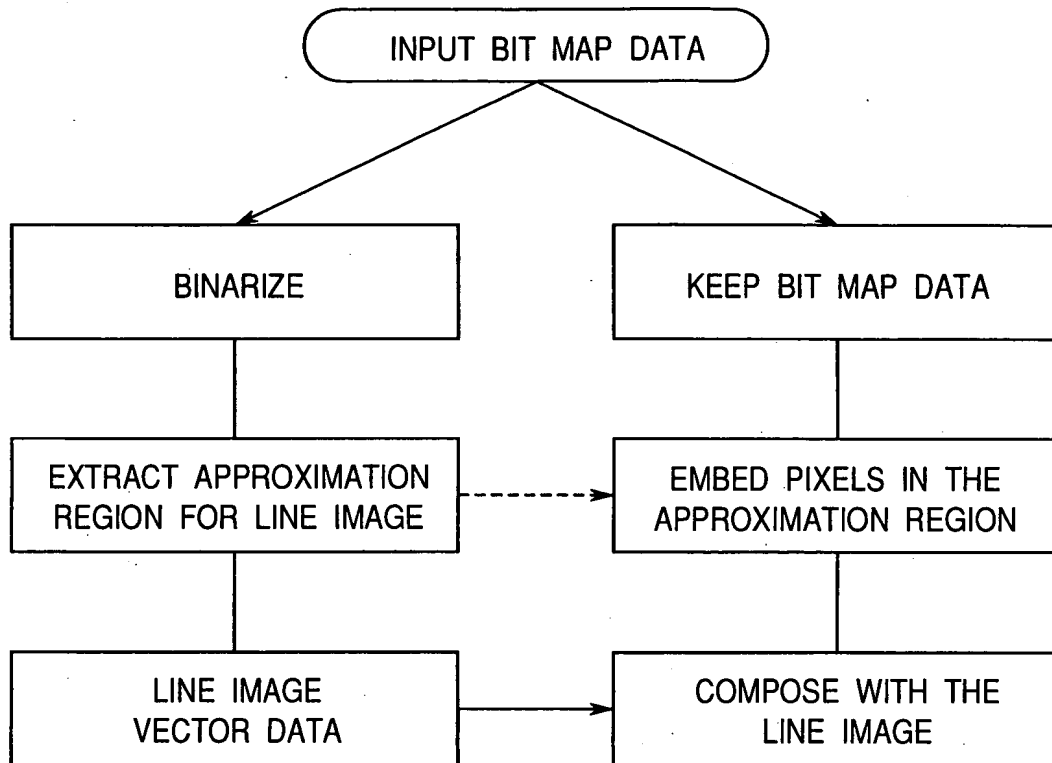 INPUT BIT MAP DATA
BINARIZE
KEEP BIT MAP DATA
EXTRACT APPROXIMATION
REGION FOR LINE IMAGE
EMBED PIXELS IN THE
APPROXIMATION REGION
LINE IMAGE
VECTOR DATA
COMPOSE WITH THE
LINE IMAGE